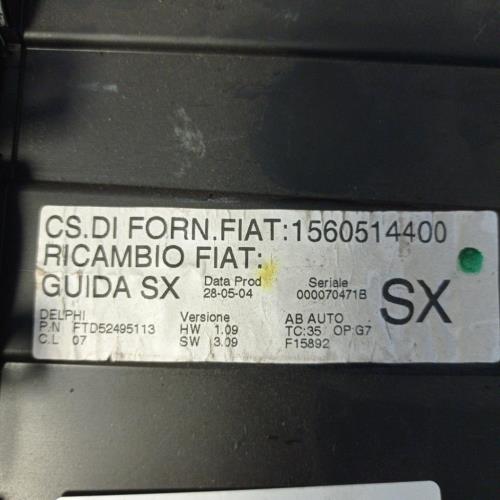 CS.DI FORN.FIAT:1560514400
RICAMBIO FIAT:
GUIDA SX Data Prod 28-05-04 Seriale 000070471B SX
DELPHI Versione AB AUTO
P.N FTD52495113 HW 1.09 TC:35 OP:G7
C.L 07 SW 3.09 F15892